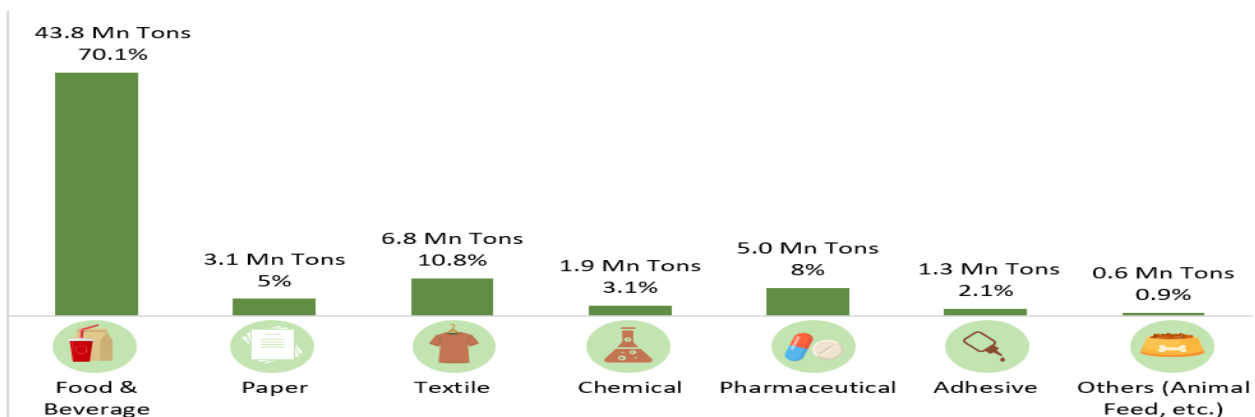 43.8 Mn Tons
70.1%
3.1 Mn Tons
5%
6.8 Mn Tons
10.8%
1.9 Mn Tons
3.1%
5.0 Mn Tons
8%
1.3 Mn Tons
2.1%
0.6 Mn Tons
0.9%
Food &
Beverage
Paper
Textile
Chemical
Pharmaceutical
Adhesive
Others (Animal
Feed, etc.)